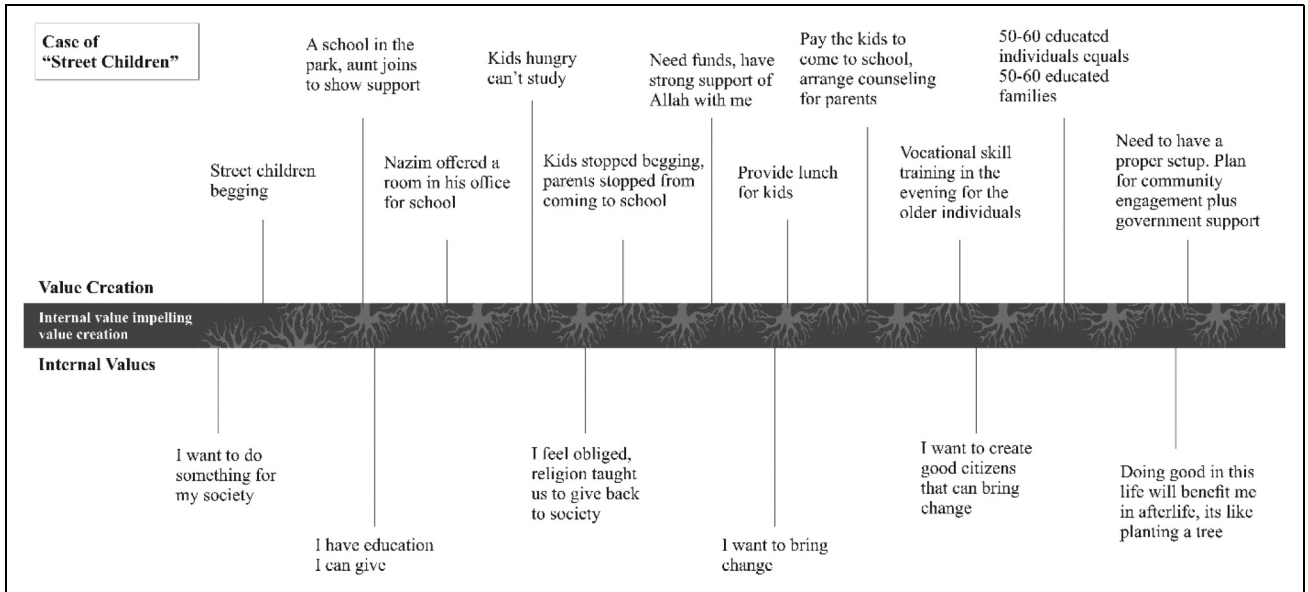 Case of
“Street Children”
A school in the
park, aunt joins
to show support
Kids hungry
can’t study
Need funds, have
strong support of
Allah with me
Pay the kids to
come to school,
arrange counseling
for parents
50-60 educated
individuals equals
50-60 educated
families
Street children
begging
Nazim offered a
room in his office
for school
Kids stopped begging,
parents stopped from
coming to school
Provide lunch
for kids
Vocational skill
training in the
evening for the
older individuals
Need to have a
proper setup. Plan
for community
engagement plus
government support
Value Creation
Internal value impelling
value creation
Internal Values
I want to do
something for
my society
I have education
I can give
I feel obliged,
religion taught
us to give back
to society
I want to bring
change
I want to create
good citizens
that can bring
change
Doing good in this
life will benefit me
in afterlife, its like
planting a tree